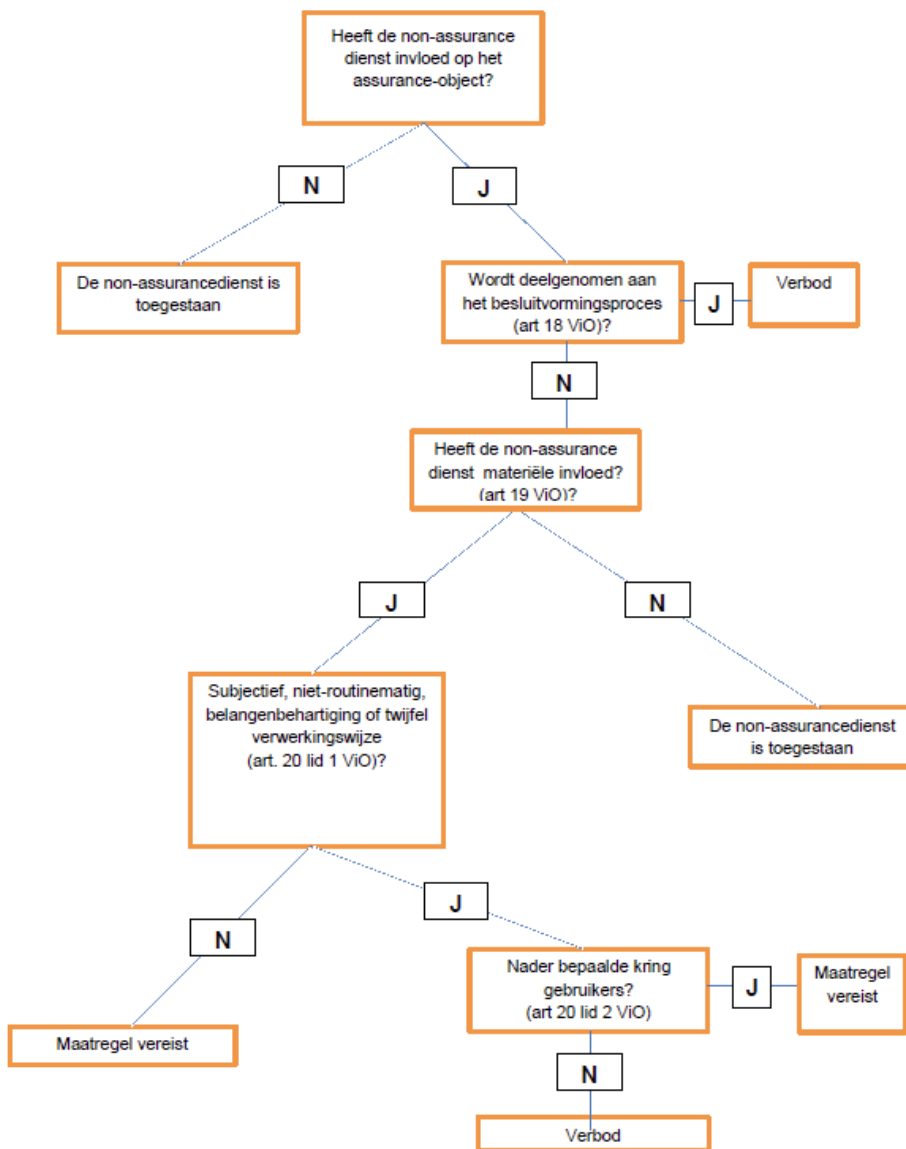 Heeft de non-assurance
dienst invloed op het
assurance-object?
N
J
De non-assurancedienst is
toegestaan
Wordt deelgenomen aan
het besluitvormingsproces
(art 18 ViO)?
J
Verbod
N
Heeft de non-assurance
dienst materiële invloed?
(art 19 ViO)?
J
N
Subjectief, niet-routinematig,
belangenbehartiging of twijfel
verwerkingswijze
(art. 20 lid 1 ViO)?
De non-assurancedienst
is toegestaan
N
J
Nader bepaalde kring
gebruikers?
(art 20 lid 2 ViO)
J
Maatregel
vereist
Maatregel vereist
N
Verbod